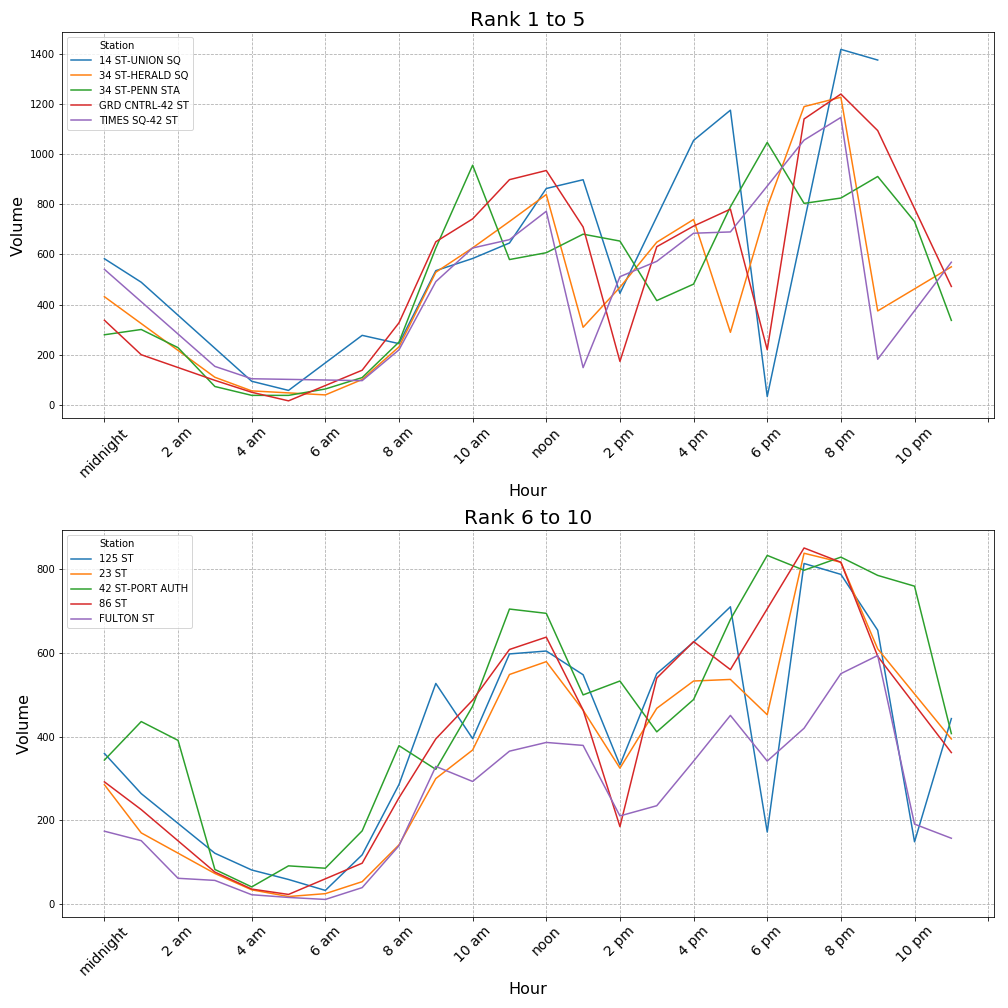 Rank 1 to 5
Station
14 ST-UNION SQ
34 ST-HERALD SQ
34 ST-PENN STA
GRD CNTRL-42 ST
TIMES SQ-42 ST
Volume
1400
1200
1000
800
600
400
200
0
midnight
2 am
4 am
6 am
8 am
10 am
noon
2 pm
4 pm
6 pm
8 pm
10 pm
Hour
Rank 6 to 10
Station
125 ST
23 ST
42 ST-PORT AUTH
86 ST
FULTON ST
Volume
800
600
400
200
0
midnight
2 am
4 am
6 am
8 am
10 am
noon
2 pm
4 pm
6 pm
8 pm
10 pm
Hour